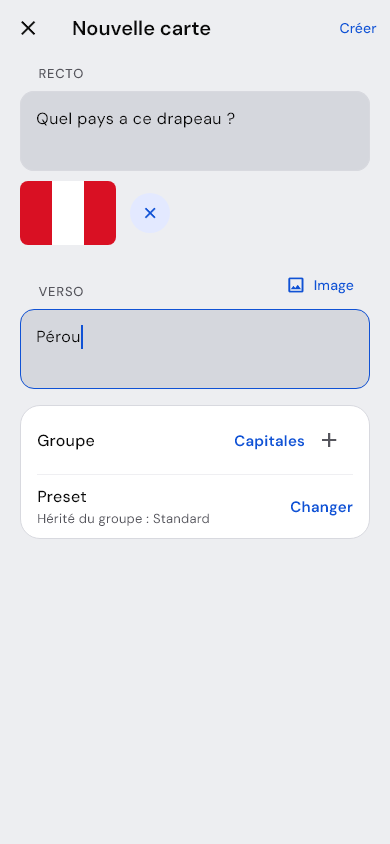 Nouvelle carte
Créer
RECTO
Quel pays a ce drapeau ?
Image
VERSO
Pérou
Groupe
Capitales
Preset
Hérité du groupe : Standard
Changer